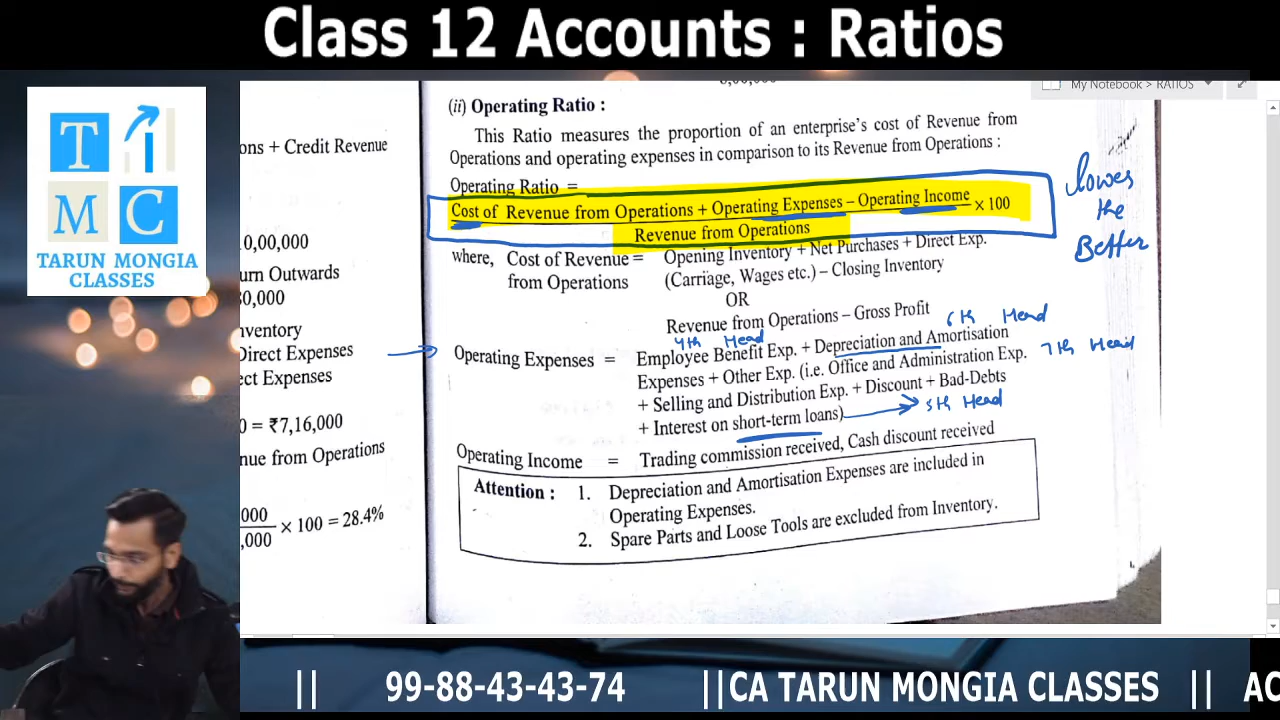 Class 12 Accounts : Ratios
T
M C
TARUN MONGIA
CLASSES
My Notebook > RATIOS
ons + Credit Revenue
0,00,000
urn Outwards
0,000
nventory
Direct Expenses
ect Expenses
0 = ₹7,16,000
nue from Operations
000
,000 × 100 = 28.4%
(ii) Operating Ratio :
This Ratio measures the proportion of an enterprise's cost of Revenue from
Operations and operating expenses in comparison to its Revenue from Operations :
Operating Ratio =
Cost of Revenue from Operations + Operating Expenses – Operating Income
× 100
Revenue from Operations
lower
the
Better
where, Cost of Revenue = Opening Inventory + Net Purchases + Direct Exp.
from Operations (Carriage, Wages etc.) – Closing Inventory
OR
Revenue from Operations – Gross Profit
4th Head
6th Head
Operating Expenses = Employee Benefit Exp. + Depreciation and Amortisation
7th Head
Expenses + Other Exp. (i.e. Office and Administration Exp.
+ Selling and Distribution Exp. + Discount + Bad-Debts
+ Interest on short-term loans)
5th Head
Operating Income = Trading commission received, Cash discount received
Attention : 1. Depreciation and Amortisation Expenses are included in
Operating Expenses.
2. Spare Parts and Loose Tools are excluded from Inventory.
|| 99-88-43-43-74 ||CA TARUN MONGIA CLASSES || AC